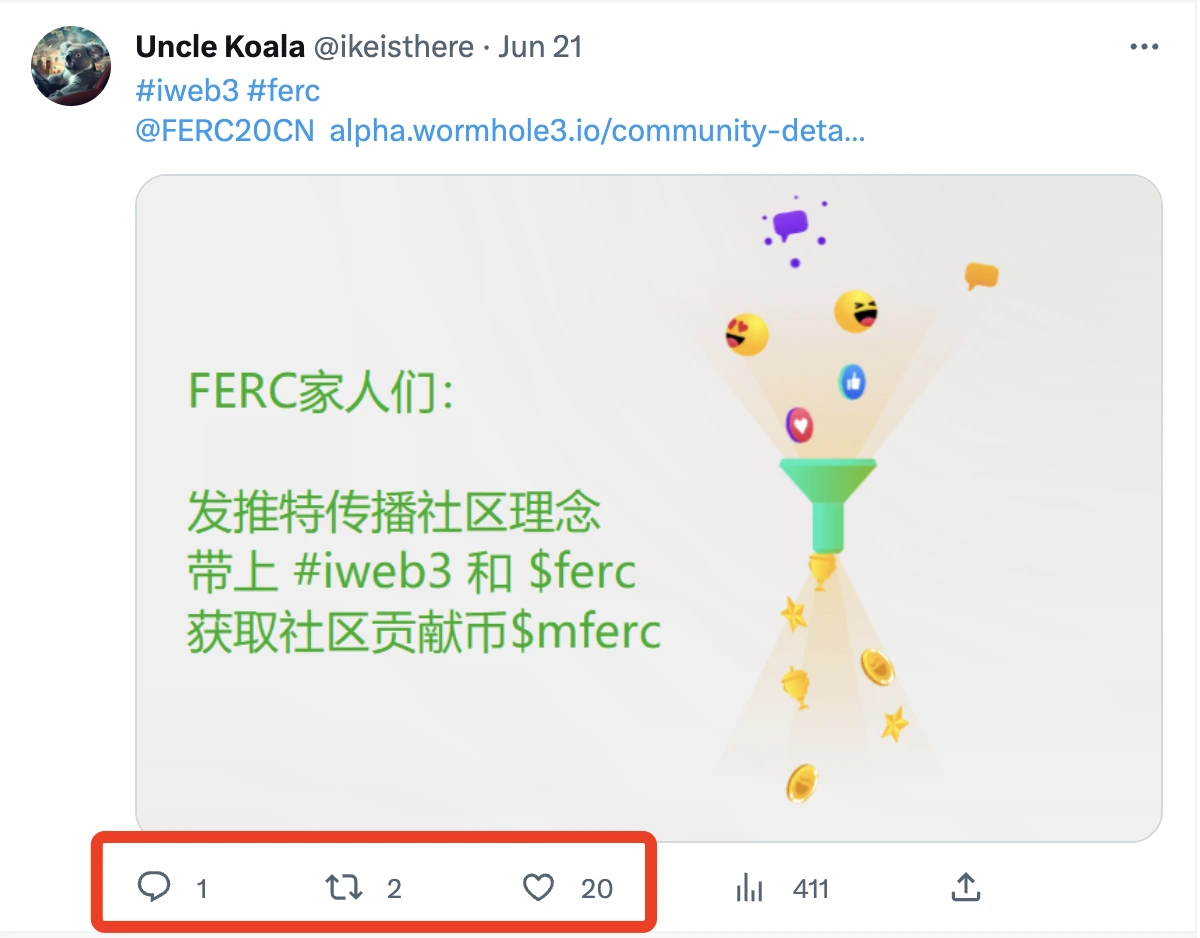 Uncle Koala @ikeisthere · Jun 21
#iweb3 #ferc
@FERC20CN alpha.wormhole3.io/community-deta...
FERC家人们：
发推特传播社区理念
带上 #iweb3 和 $ferc
获取社区贡献币$mferc
1 2 20 411